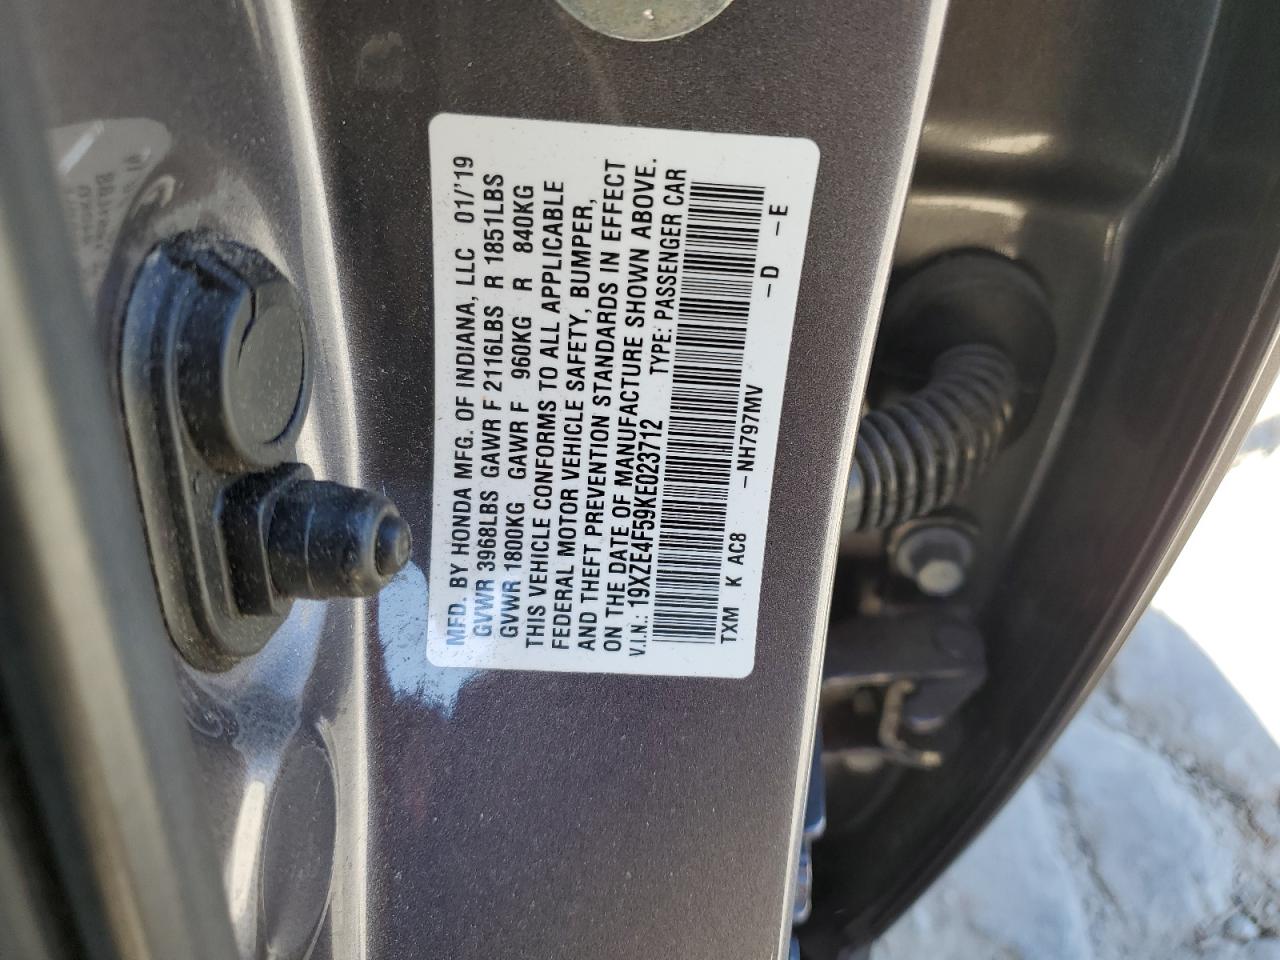 MFD. BY HONDA MFG. OF INDIANA, LLC 01/'19
GVWR 3968LBS GAWR F 2116LBS R 1851LBS
GVWR 1800KG GAWR F 960KG R 840KG
THIS VEHICLE CONFORMS TO ALL APPLICABLE
FEDERAL MOTOR VEHICLE SAFETY, BUMPER,
AND THEFT PREVENTION STANDARDS IN EFFECT
ON THE DATE OF MANUFACTURE SHOWN ABOVE.
V.I.N.: 19XZE4F59KE023712 TYPE: PASSENGER CAR
TXM K AC8 -NH797MV -D -E